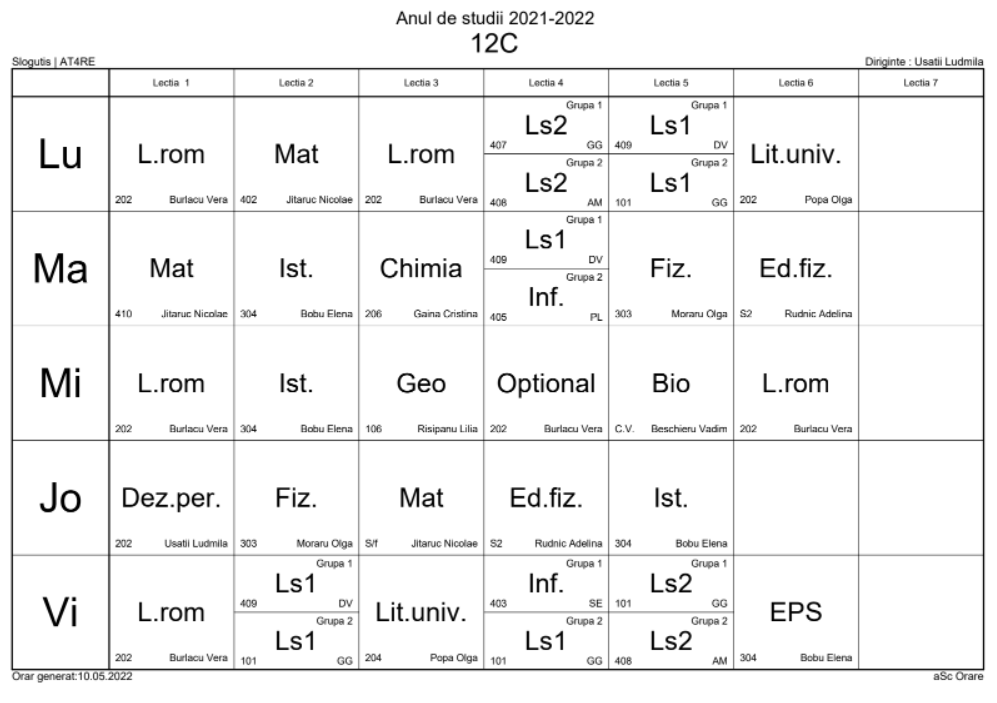 Anul de studii 2021-2022
12C
Slogutis | AT4RE
Diriginte : Usatii Ludmila
Lectia 1 Lectia 2 Lectia 3 Lectia 4 Lectia 5 Lectia 6 Lectia 7
Lu
L.rom
202 Burlacu Vera
Mat
402 Jitaruc Nicolae
L.rom
202 Burlacu Vera
Grupa 1
Ls2
407 GG
Grupa 2
Ls2
408 AM
Grupa 1
Ls1
409 DV
Grupa 2
Ls1
101 GG
Lit.univ.
202 Popa Olga
Ma
Mat
410 Jitaruc Nicolae
Ist.
304 Bobu Elena
Chimia
206 Gaina Cristina
Grupa 1
Ls1
409 DV
Grupa 2
Inf.
405 PL
Fiz.
303 Moraru Olga
Ed.fiz.
S2 Rudnic Adelina
Mi
L.rom
202 Burlacu Vera
Ist.
304 Bobu Elena
Geo
106 Risipanu Lilia
Optional
202 Burlacu Vera
Bio
C.V. Beschieru Vadim
L.rom
202 Burlacu Vera
Jo
Dez.per.
202 Usatii Ludmila
Fiz.
303 Moraru Olga
Mat
S/f Jitaruc Nicolae
Ed.fiz.
S2 Rudnic Adelina
Ist.
304 Bobu Elena
Vi
L.rom
202 Burlacu Vera
Grupa 1
Ls1
409 DV
Grupa 2
Ls1
101 GG
Lit.univ.
204 Popa Olga
Grupa 1
Inf.
403 SE
Grupa 2
Ls1
101 GG
Grupa 1
Ls2
101 GG
Grupa 2
Ls2
408 AM
EPS
304 Bobu Elena
Orar generat:10.05.2022
aSc Orare